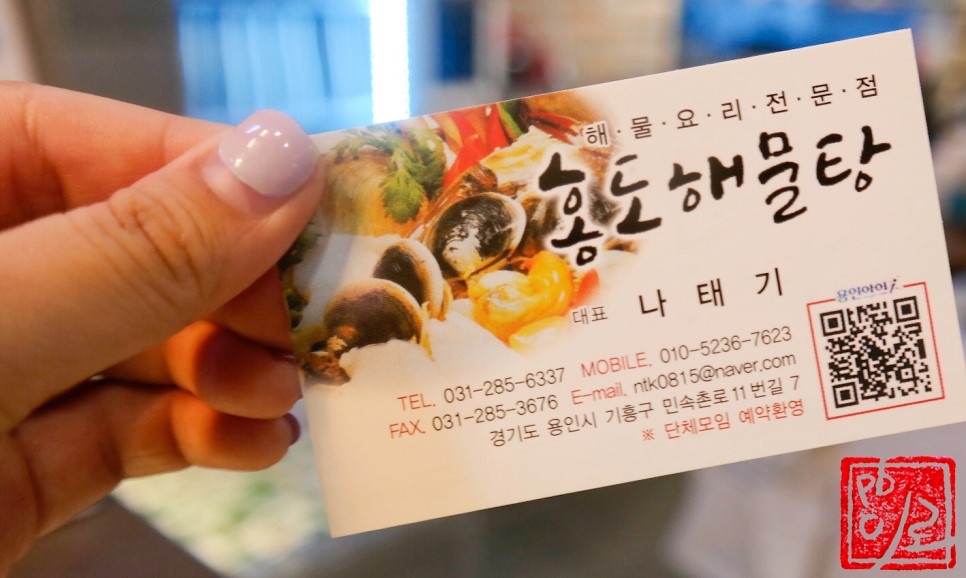 해·물·요·리·전·문·점
홍도해물탕
대표 나 태 기
용인아인i
TEL. 031-285-6337 MOBILE. 010-5236-7623
FAX. 031-285-3676 E-mail. ntk0815@naver.com
경기도 용인시 기흥구 민속촌로 11번길 7
※ 단체모임 예약환영